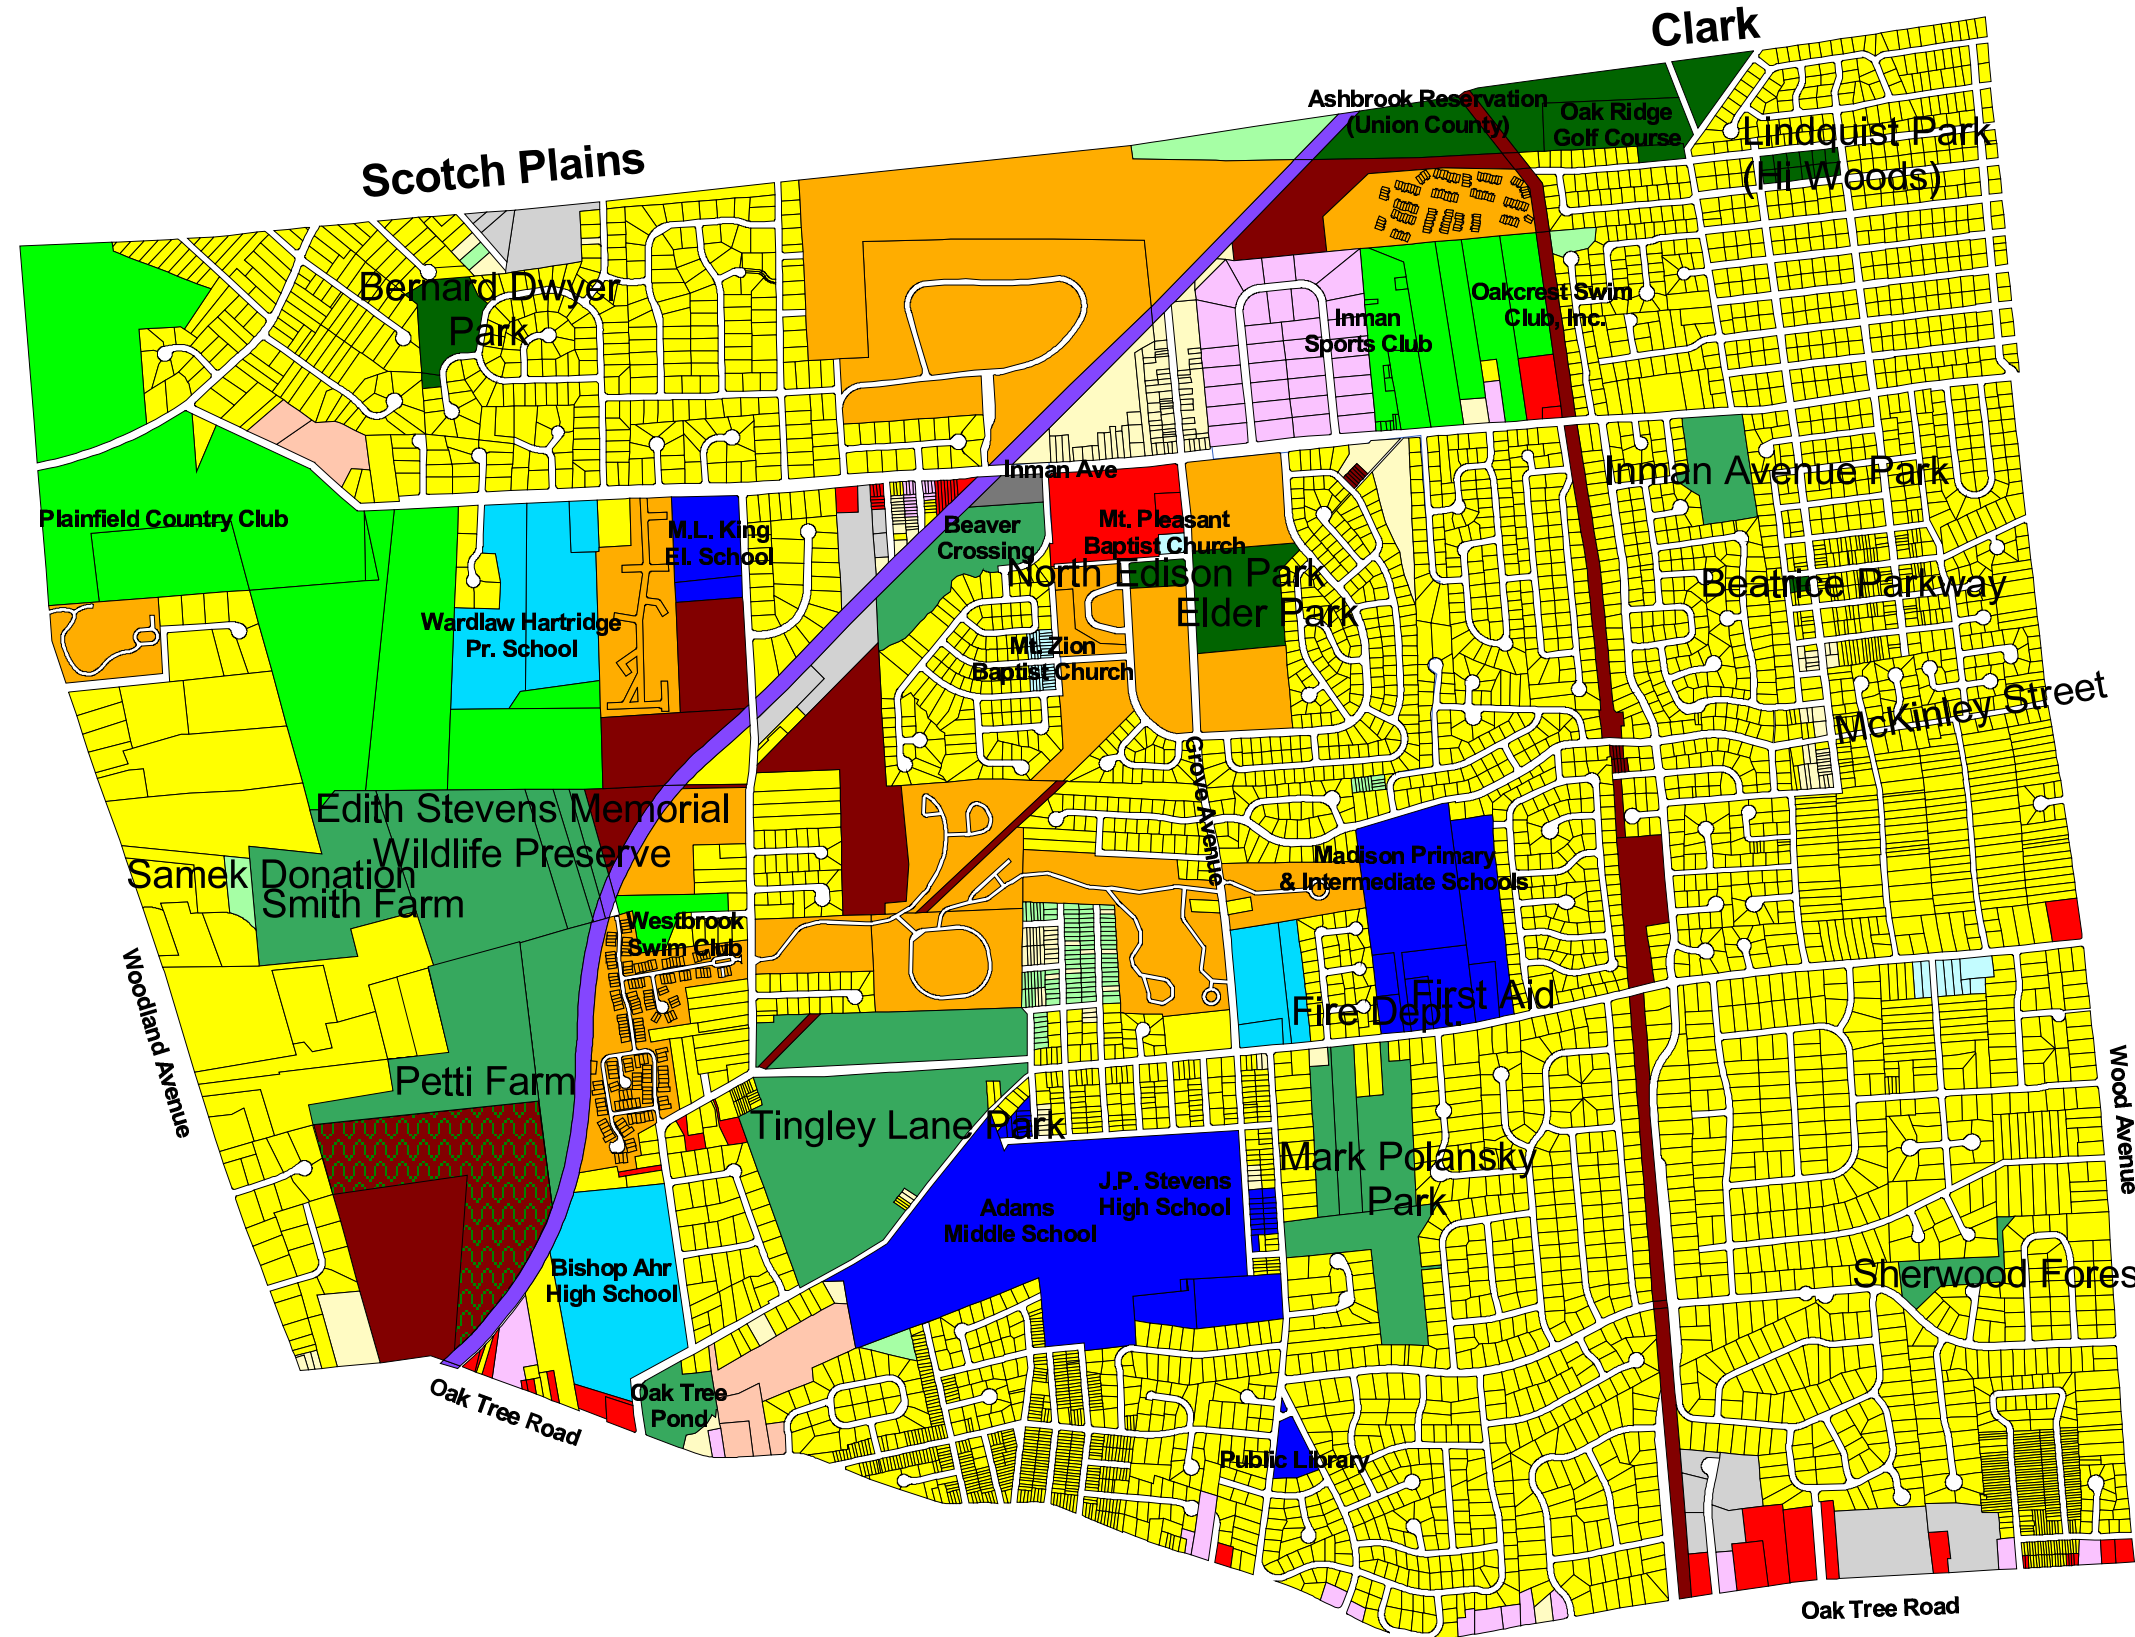 Clark
Scotch Plains
Ashbrook Reservation
(Union County)
Oak Ridge
Golf Course
Lindquist Park
(Hi Woods)
Bernard Dwyer
Park
Oakcrest Swim
Club, Inc.
Inman
Sports Club
Inman Ave
Inman Avenue Park
Plainfield Country Club
M.L. King
El. School
Beaver
Crossing
Mt. Pleasant
Baptist Church
North Edison Park
Elder Park
Beatrice Parkway
Wardlaw Hartridge
Pr. School
Mt. Zion
Baptist Church
McKinley Street
Grove Avenue
Edith Stevens Memorial
Wildlife Preserve
Samek Donation
Smith Farm
Madison Primary
& Intermediate Schools
Westbrook
Swim Club
Woodland Avenue
First Aid
Fire Dept.
Petti Farm
Tingley Lane Park
Wood Avenue
Mark Polansky
Park
J.P. Stevens
High School
Adams
Middle School
Bishop Ahr
High School
Sherwood Fores
Oak Tree
Pond
Oak Tree Road
Public Library
Oak Tree Road